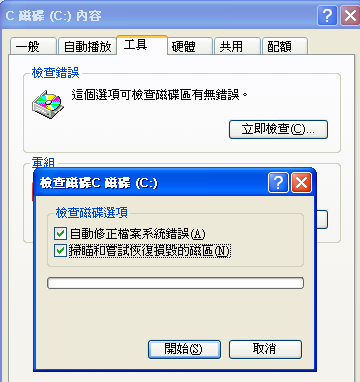 C 磁碟 (C:) 內容
一般 自動播放 工具 硬體 共用 配額
檢查錯誤
這個選項可檢查磁碟區有無錯誤。
立即檢查(C)...
重組
檢查磁碟C 磁碟 (C:)
檢查磁碟選項
自動修正檔案系統錯誤(A)
掃瞄和嘗試恢復損毀的磁區(N)
開始(S) 取消